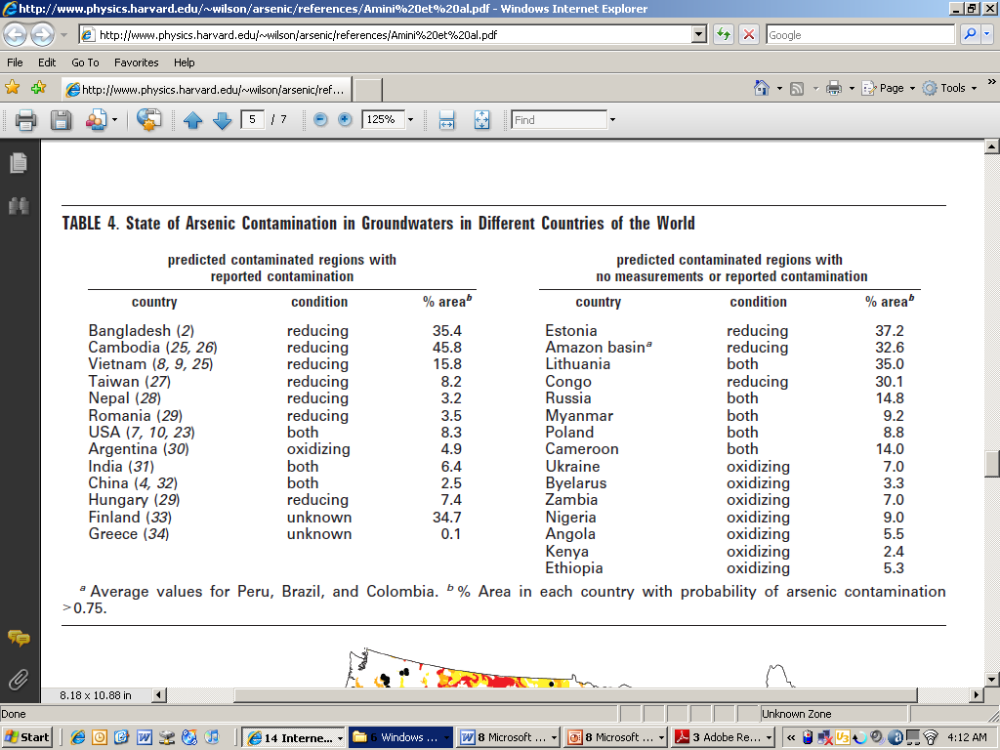 http://www.physics.harvard.edu/~wilson/arsenic/references/Amini%20et%20al.pdf - Windows Internet Explorer
http://www.physics.harvard.edu/~wilson/arsenic/references/Amini%20et%20al.pdf Google
File Edit Go To Favorites Help
http://www.physics.harvard.edu/~wilson/arsenic/ref... Page Tools »
5 / 7 125% Find
TABLE 4. State of Arsenic Contamination in Groundwaters in Different Countries of the World
predicted contaminated regions with predicted contaminated regions with
reported contamination no measurements or reported contamination
country condition % areaᵇ country condition % areaᵇ
Bangladesh (2) reducing 35.4 Estonia reducing 37.2
Cambodia (25, 26) reducing 45.8 Amazon basinᵃ reducing 32.6
Vietnam (8, 9, 25) reducing 15.8 Lithuania both 35.0
Taiwan (27) reducing 8.2 Congo reducing 30.1
Nepal (28) reducing 3.2 Russia both 14.8
Romania (29) reducing 3.5 Myanmar both 9.2
USA (7, 10, 23) both 8.3 Poland both 8.8
Argentina (30) oxidizing 4.9 Cameroon both 14.0
India (31) both 6.4 Ukraine oxidizing 7.0
China (4, 32) both 2.5 Byelarus oxidizing 3.3
Hungary (29) reducing 7.4 Zambia oxidizing 7.0
Finland (33) unknown 34.7 Nigeria oxidizing 9.0
Greece (34) unknown 0.1 Angola oxidizing 5.5
Kenya oxidizing 2.4
Ethiopia oxidizing 5.3
ᵃ Average values for Peru, Brazil, and Colombia. ᵇ % Area in each country with probability of arsenic contamination
>0.75.
8.18 x 10.88 in
Done Unknown Zone
Start 14 Interne... 6 Windows ... 8 Microsoft ... 8 Microsoft ... 3 Adobe Re... « 4:12 AM